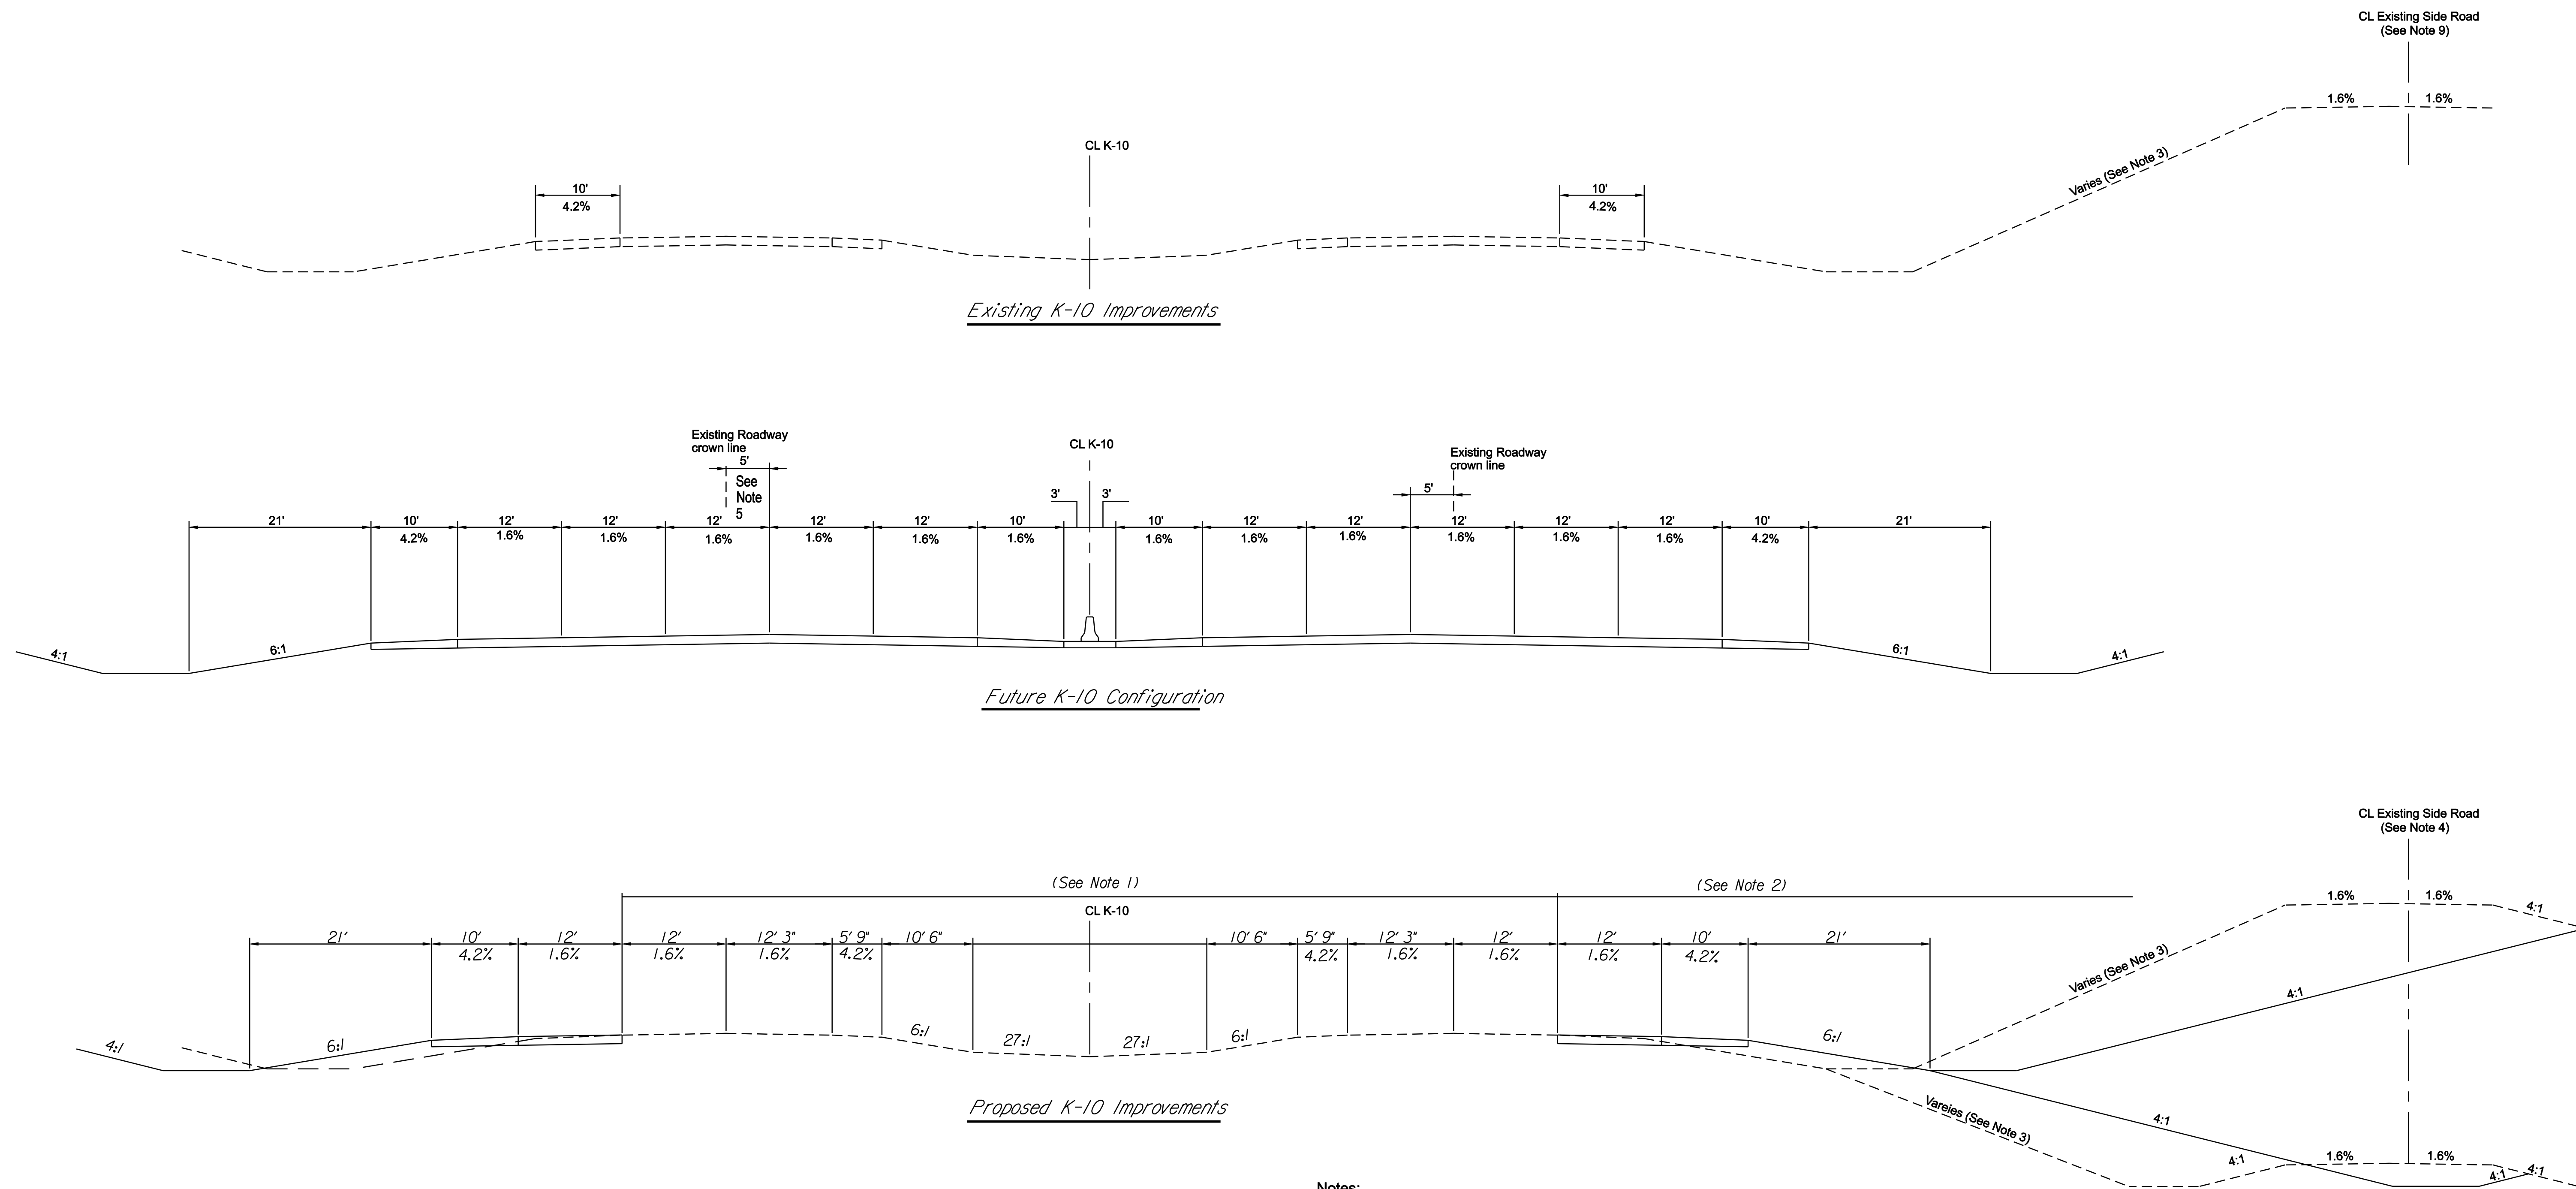 CL Existing Side Road
(See Note 9)
1.6% 1.6%
CL K-10
Varies (See Note 3)
10' 10'
4.2% 4.2%
Existing K-10 Improvements
Existing Roadway
crown line
5'
See
Note
5
CL K-10
Existing Roadway
crown line
5'
3' 3'
21' 10' 12' 12' 12' 12' 12' 10' 10' 12' 12' 12' 12' 12' 10' 21'
4.2% 1.6% 1.6% 1.6% 1.6% 1.6% 1.6% 1.6% 1.6% 1.6% 1.6% 1.6% 1.6% 4.2%
4:1 6:1 6:1 4:1
Future K-10 Configuration
CL Existing Side Road
(See Note 4)
(See Note 1) (See Note 2)
CL K-10
1.6% 1.6% 4:1
21' 10' 12' 12' 12' 3" 5' 9" 10' 6" 10' 6" 5' 9" 12' 3" 12' 12' 10' 21'
4.2% 1.6% 1.6% 1.6% 4.2% 4.2% 1.6% 1.6% 1.6% 4.2%
Varies (See Note 3)
4:1
4:1 6:1 6:1 27:1 27:1 6:1 6:1
Proposed K-10 Improvements
Vareies (See Note 3)
4:1
4:1 1.6% 1.6% 4:1 4:1
Notes: